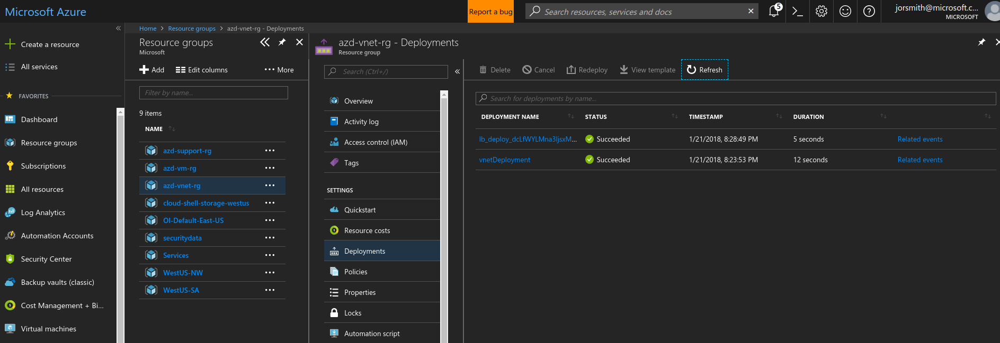 Microsoft Azure
Report a bug
Search resources, services and docs
5
jorsmith@microsoft.c...
MICROSOFT
Home > Resource groups > azd-vnet-rg - Deployments
Create a resource
All services
FAVORITES
Dashboard
Resource groups
Subscriptions
All resources
Log Analytics
Automation Accounts
Security Center
Backup vaults (classic)
Cost Management + Bi...
Virtual machines
Resource groups
Microsoft
Add
Edit columns
More
Filter by name...
9 items
NAME
azd-support-rg
azd-vm-rg
azd-vnet-rg
cloud-shell-storage-westus
OI-Default-East-US
securitydata
Services
WestUS-NW
WestUS-SA
azd-vnet-rg - Deployments
Resource group
Search (Ctrl+/)
Overview
Activity log
Access control (IAM)
Tags
SETTINGS
Quickstart
Resource costs
Deployments
Policies
Properties
Locks
Automation script
Delete
Cancel
Redeploy
View template
Refresh
Search for deployments by name...
DEPLOYMENT NAME STATUS TIMESTAMP DURATION
Succeeded 1/21/2018, 8:28:49 PM 5 seconds Related events
vnetDeployment Succeeded 1/21/2018, 8:23:53 PM 12 seconds Related events